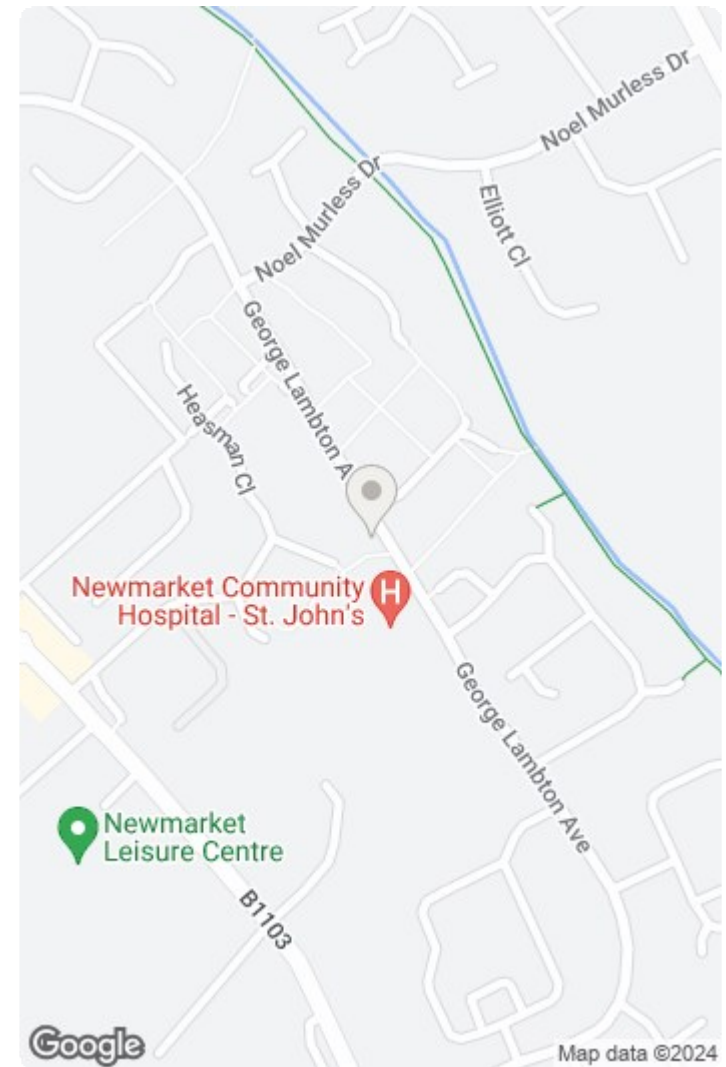 Noel Murless Dr
Noel Murless Dr
Elliott Cl
George Lambton A
Heasman Cl
H
Newmarket Community
Hospital - St. John's
George Lambton Ave
Newmarket
Leisure Centre
B1103
Google
Map data ©2024